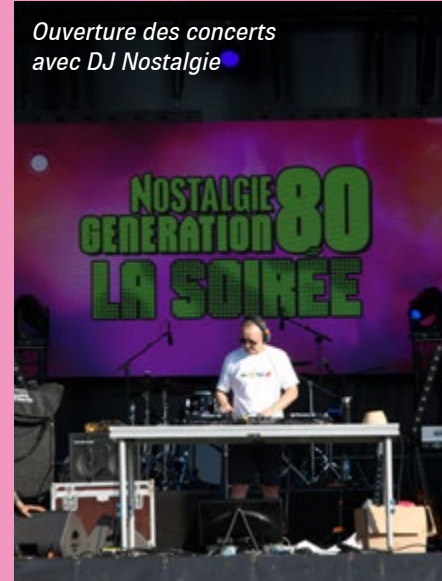 Ouverture des concerts
avec DJ Nostalgie
NOSTALGIE
GENERATION 80
LA SOIRÉE